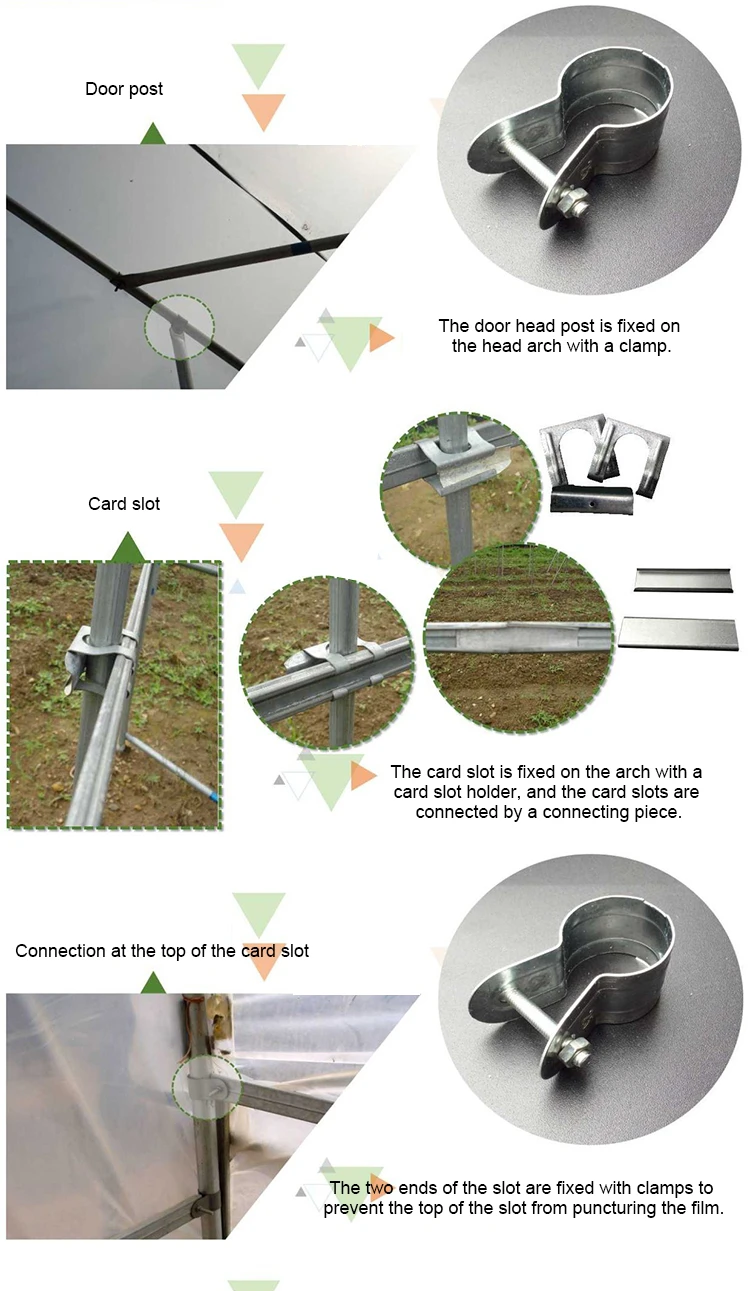 Door post
The door head post is fixed on
the head arch with a clamp.
Card slot
The card slot is fixed on the arch with a
card slot holder, and the card slots are
connected by a connecting piece.
Connection at the top of the card slot
The two ends of the slot are fixed with clamps to
prevent the top of the slot from puncturing the film.